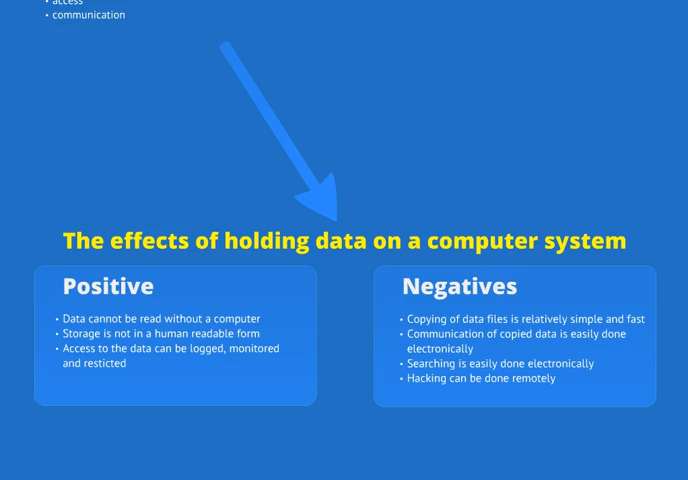 • access
• communication
The effects of holding data on a computer system
Positive
• Data cannot be read without a computer
• Storage is not in a human readable form
• Access to the data can be logged, monitored
and resticted
Negatives
• Copying of data files is relatively simple and fast
• Communication of copied data is easily done
electronically
• Searching is easily done electronically
• Hacking can be done remotely